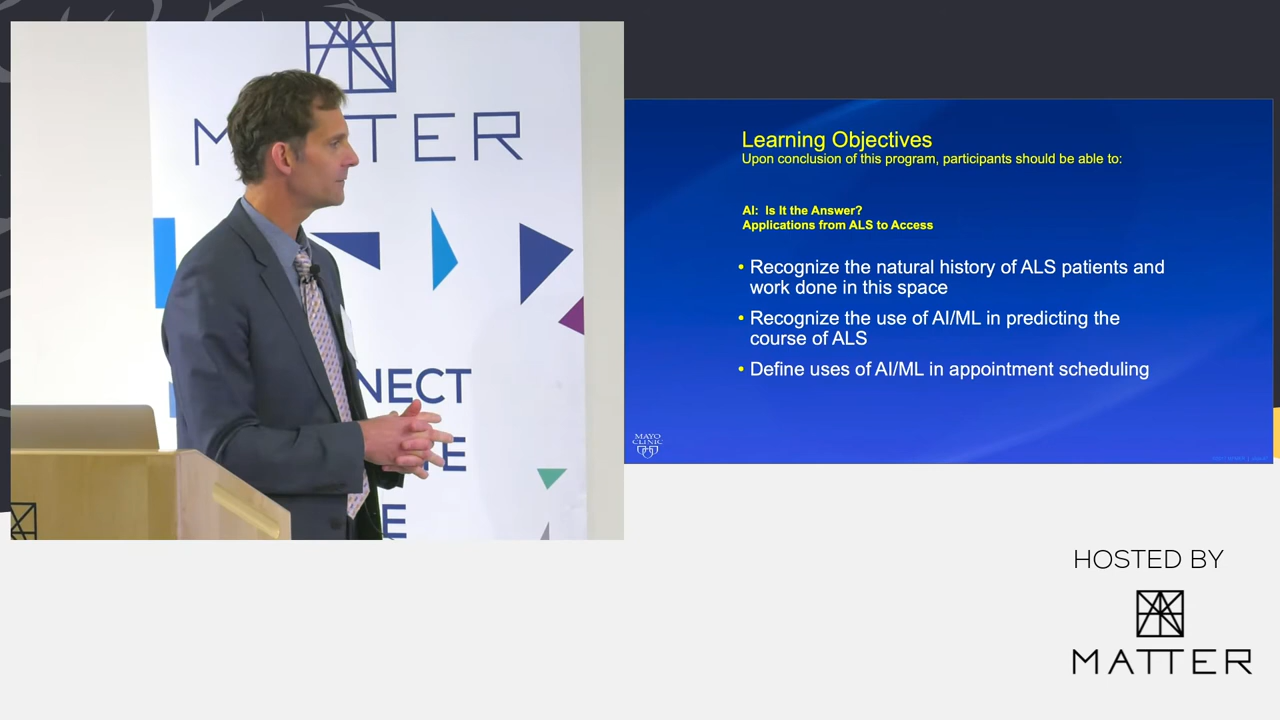 MATTER
NECT
E
E
Learning Objectives
Upon conclusion of this program, participants should be able to:
AI: Is It the Answer?
Applications from ALS to Access
• Recognize the natural history of ALS patients and
work done in this space
• Recognize the use of AI/ML in predicting the
course of ALS
• Define uses of AI/ML in appointment scheduling
MAYO
CLINIC
HOSTED BY
MATTER